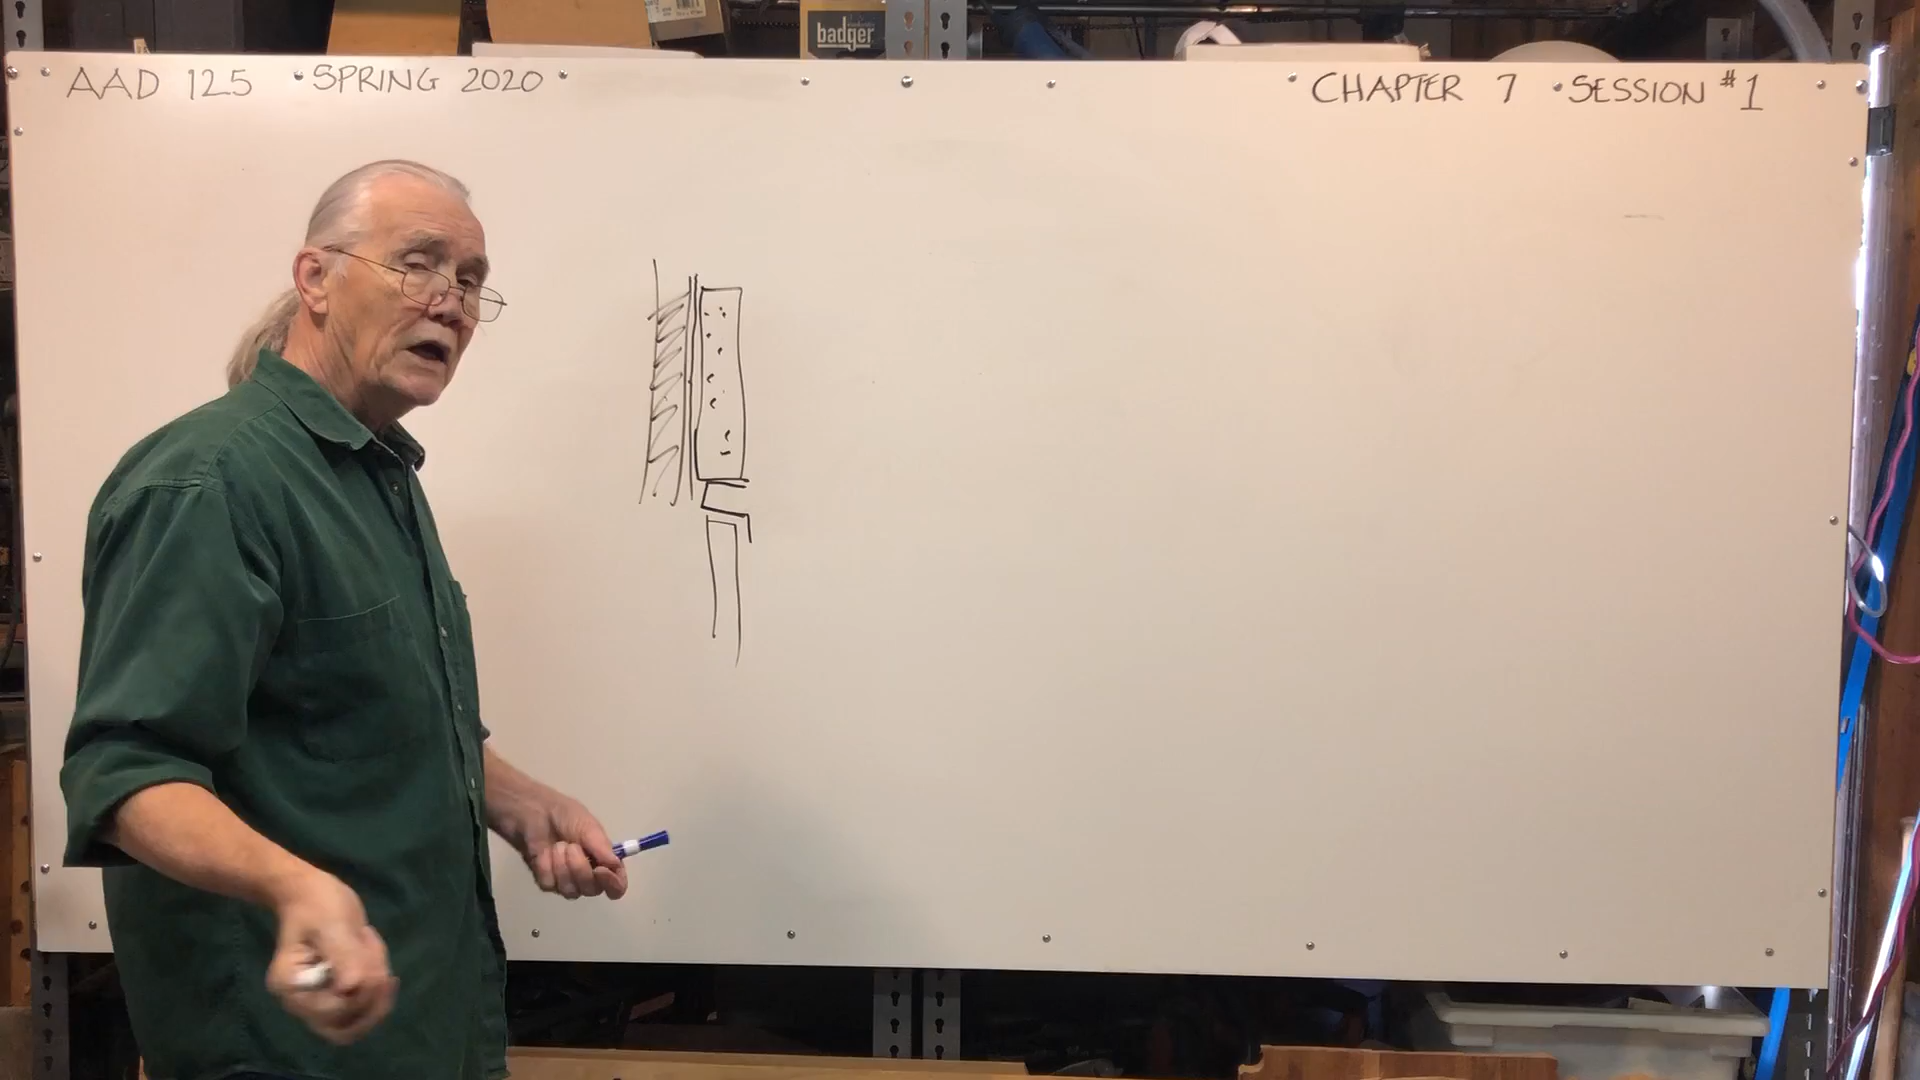 badger
AAD 125 • SPRING 2020
CHAPTER 7 • SESSION #1